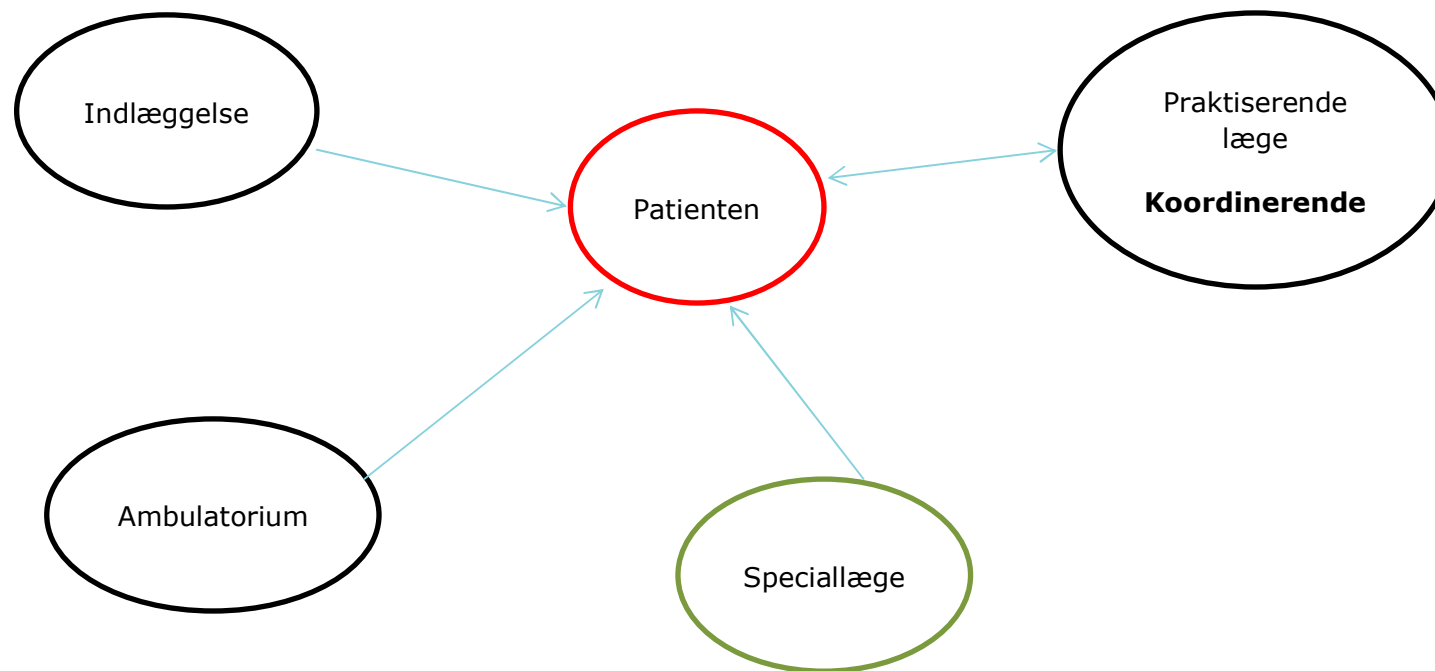 Indlæggelse
Praktiserende
læge
Koordinerende
Patienten
Ambulatorium
Speciallæge